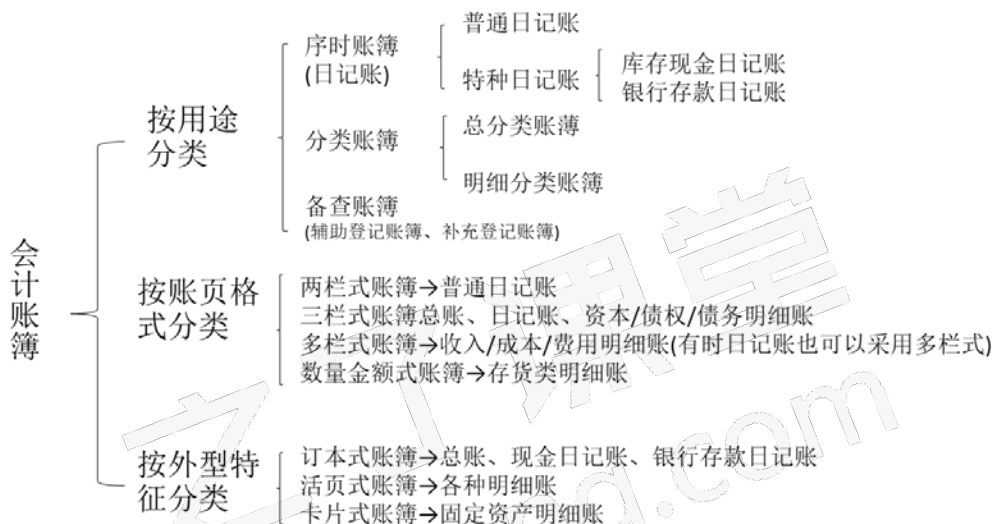 会计账簿
按用途
分类
序时账簿
(日记账)
普通日记账
特种日记账
库存现金日记账
银行存款日记账
分类账簿
总分类账薄
明细分类账簿
备查账簿
(辅助登记账簿、补充登记账簿)
按账页格
式分类
两栏式账簿→普通日记账
三栏式账簿总账、日记账、资本/债权/债务明细账
多栏式账簿→收入/成本/费用明细账(有时日记账也可以采用多栏式)
数量金额式账簿→存货类明细账
按外型特
征分类
订本式账簿→总账、现金日记账、银行存款日记账
活页式账簿→各种明细账
卡片式账簿→固定资产明细账
之了课堂
g.com